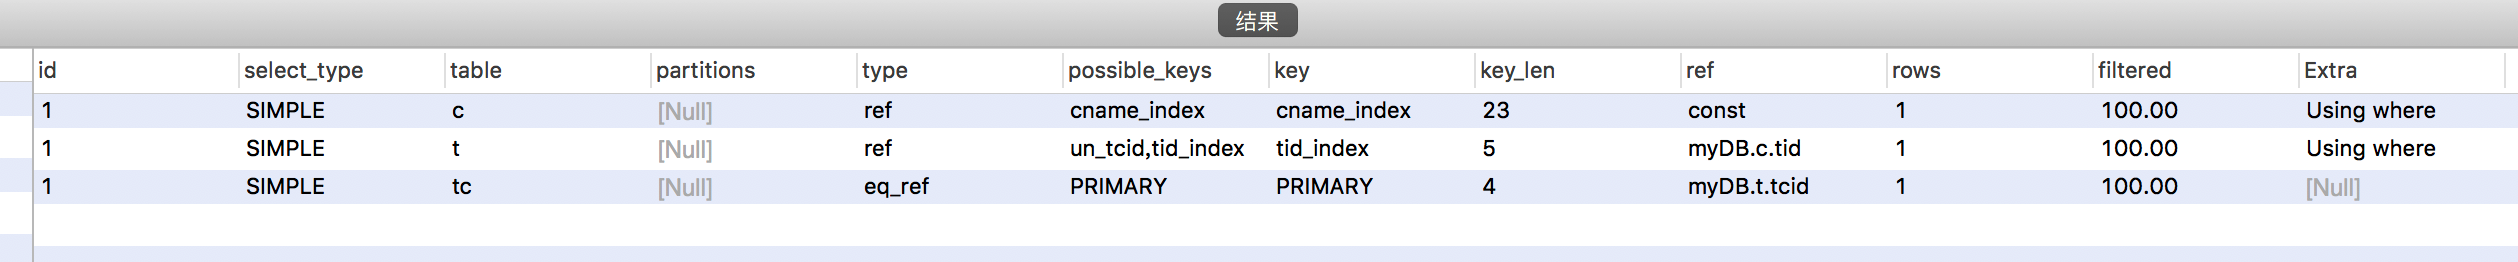 结果
id select_type table partitions type possible_keys key key_len ref rows filtered Extra
1 SIMPLE c [Null] ref cname_index cname_index 23 const 1 100.00 Using where
1 SIMPLE t [Null] ref un_tcid,tid_index tid_index 5 myDB.c.tid 1 100.00 Using where
1 SIMPLE tc [Null] eq_ref PRIMARY PRIMARY 4 myDB.t.tcid 1 100.00 [Null]